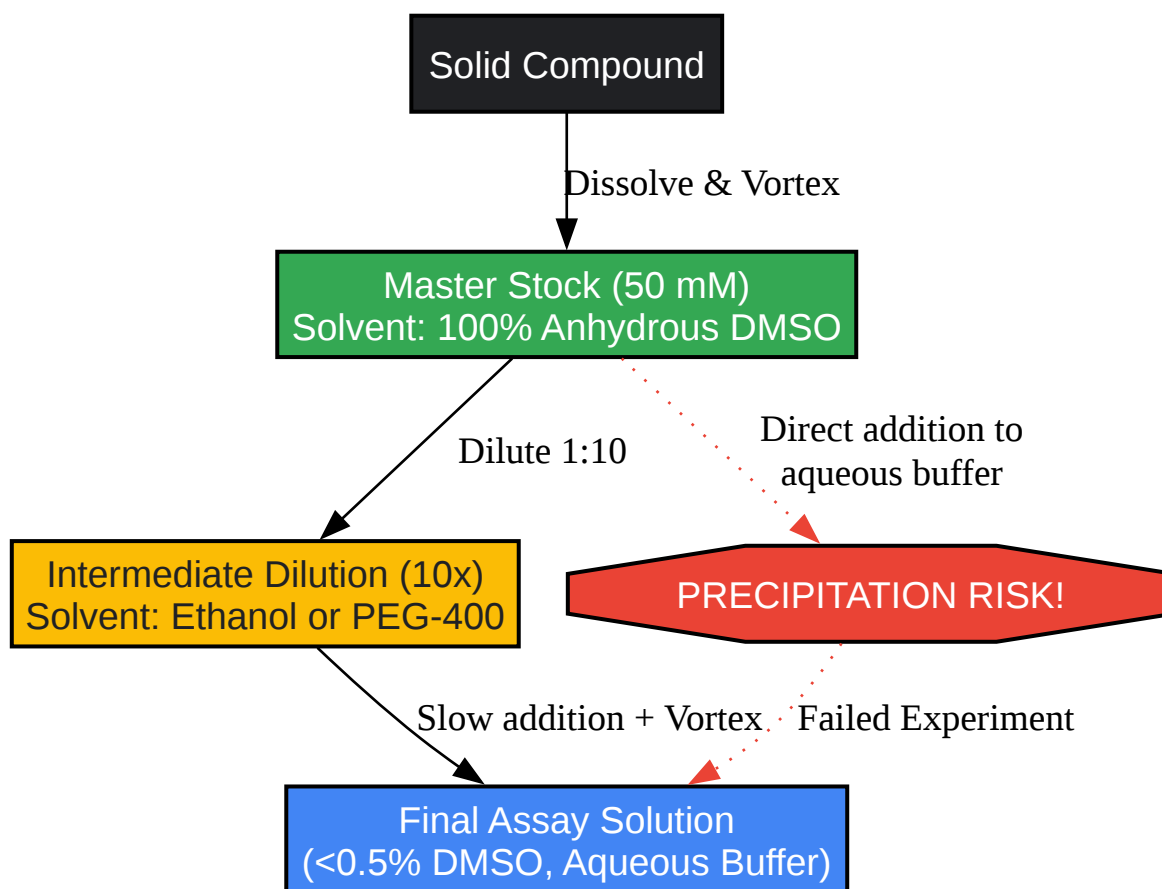 Solid Compound
Dissolve & Vortex
Master Stock (50 mM)
Solvent: 100% Anhydrous DMSO
Dilute 1:10
Direct addition to
aqueous buffer
Intermediate Dilution (10x)
Solvent: Ethanol or PEG-400
PRECIPITATION RISK!
Slow addition + Vortex
Failed Experiment
Final Assay Solution
(<0.5% DMSO, Aqueous Buffer)